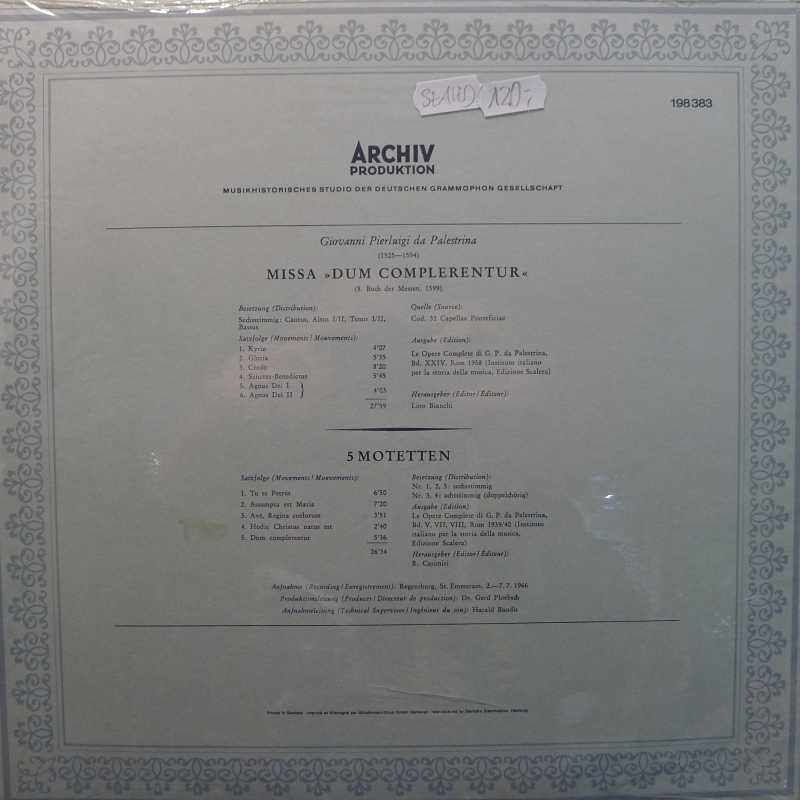 120,-
198 383
ARCHIV
PRODUKTION
MUSIKHISTORISCHES STUDIO DER DEUTSCHEN GRAMMOPHON GESELLSCHAFT
Giovanni Pierluigi da Palestrina
(1525—1594)
MISSA »DUM COMPLERENTUR«
(8. Buch der Messen, 1599)
Besetzung (Distribution):
Sechsstimmig: Cantus, Altus I/II, Tenor I/II,
Bassus
Satzfolge (Movements / Mouvements):
1. Kyrie 4'07
2. Gloria 5'35
3. Credo 8'20
4. Sanctus-Benedictus 5'45
5. Agnus Dei I
6. Agnus Dei II 4'03
27'59
Quelle (Source):
Cod. 31 Capellae Pontificiae
Ausgabe (Edition):
Le Opere Complete di G. P. da Palestrina,
Bd. XXIV, Rom 1958 (Instituto italiano
per la storia della musica, Edizione Scalera)
Herausgeber (Editor / Éditeur):
Lino Bianchi
5 MOTETTEN
Satzfolge (Movements / Mouvements):
1. Tu es Petrus 6'50
2. Assumpta est Maria 7'20
3. Ave, Regina coelorum 3'51
4. Hodie Christus natus est 2'40
5. Dum complerentur 5'36
26'34
Besetzung (Distribution):
Nr. 1, 2, 5: sechsstimmig
Nr. 3, 4: achtstimmig (doppelchörig)
Ausgabe (Edition):
Le Opere Complete di G. P. da Palestrina,
Bd. V, VII, VIII, Rom 1939/40 (Instituto
italiano per la storia della musica,
Edizione Scalera)
Herausgeber (Editor / Éditeur):
R. Casimiri
Aufnahme (Recording / Enregistrement): Regensburg, St. Emmeram, 2.—7. 7. 1966
Produktionsleitung (Producer / Directeur de production): Dr. Gerd Ploebsch
Aufnahmeleitung (Technical Supervisor / Ingénieur du son): Harald Baudis